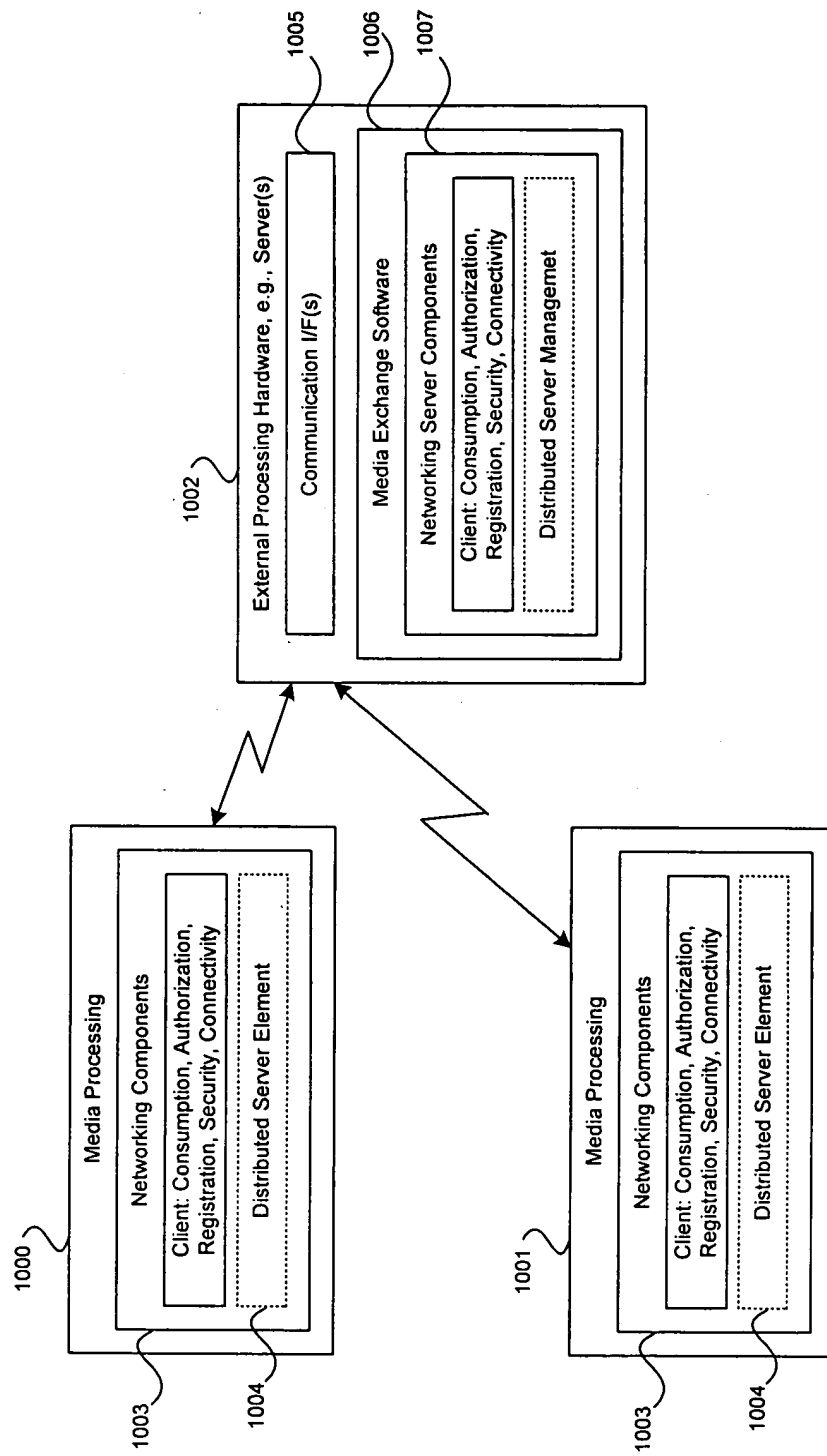 1000
Media Processing
Networking Components
Client: Consumption, Authorization,
Registration, Security, Connectivity
Distributed Server Element
1003
1004
1001
Media Processing
Networking Components
Client: Consumption, Authorization,
Registration, Security, Connectivity
Distributed Server Element
1003
1004
1002
External Processing Hardware, e.g., Server(s)
Communication I/F(s)
Media Exchange Software
Networking Server Components
Client: Consumption, Authorization,
Registration, Security, Connectivity
Distributed Server Managemet
1005
1006
1007